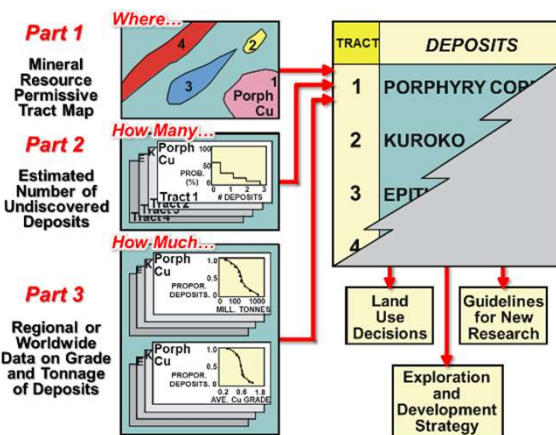 Part 1
Mineral
Resource
Permissive
Tract Map
Where...
4
2
3
1
Porph
Cu
Part 2
Estimated
Number of
Undiscovered
Deposits
How Many...
E
K
Porph
Cu
100
50
0
PROB.
(%)
0 1 2 3
# DEPOSITS
Tract 1
Tract 2
Tract 3
Tract 4
Part 3
Regional or
Worldwide
Data on Grade
and Tonnage
of Deposits
How Much...
E
K
Porph
Cu
1.0
0.5
0.0
PROPOR.
DEPOSITS.
10 100 1000
MILL. TONNES
E
K
Porph
Cu
1.0
0.5
0.0
PROPOR.
DEPOSITS.
0.2 0.6 1.8
AVE. Cu GRADE
TRACT DEPOSITS
1 PORPHYRY COP
2 KUROKO
3 EPIT
4
Land
Use
Decisions
Guidelines
for New
Research
Exploration
and
Development
Strategy